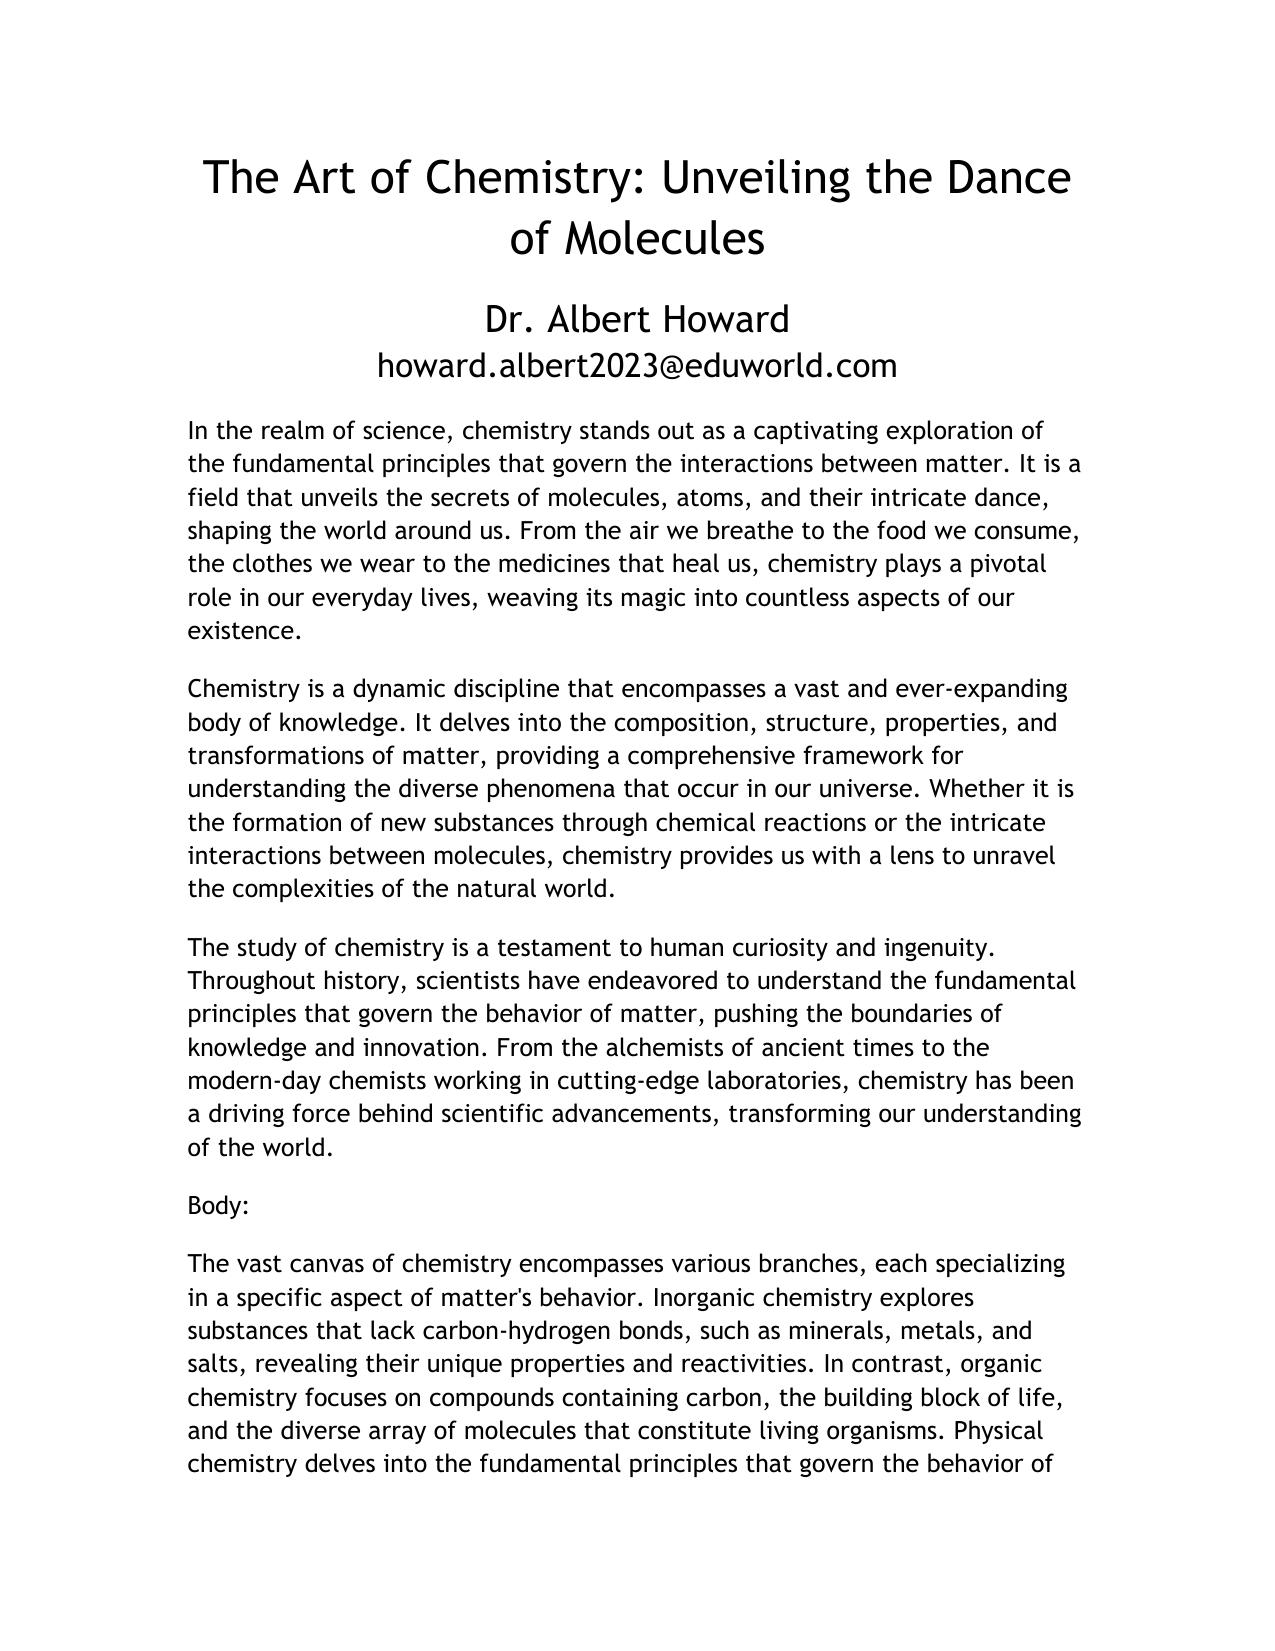 The Art of Chemistry: Unveiling the Dance
of Molecules
Dr. Albert Howard
howard.albert2023@eduworld.com
In the realm of science, chemistry stands out as a captivating exploration of
the fundamental principles that govern the interactions between matter. It is a
field that unveils the secrets of molecules, atoms, and their intricate dance,
shaping the world around us. From the air we breathe to the food we consume,
the clothes we wear to the medicines that heal us, chemistry plays a pivotal
role in our everyday lives, weaving its magic into countless aspects of our
existence.
Chemistry is a dynamic discipline that encompasses a vast and ever-expanding
body of knowledge. It delves into the composition, structure, properties, and
transformations of matter, providing a comprehensive framework for
understanding the diverse phenomena that occur in our universe. Whether it is
the formation of new substances through chemical reactions or the intricate
interactions between molecules, chemistry provides us with a lens to unravel
the complexities of the natural world.
The study of chemistry is a testament to human curiosity and ingenuity.
Throughout history, scientists have endeavored to understand the fundamental
principles that govern the behavior of matter, pushing the boundaries of
knowledge and innovation. From the alchemists of ancient times to the
modern-day chemists working in cutting-edge laboratories, chemistry has been
a driving force behind scientific advancements, transforming our understanding
of the world.
Body:
The vast canvas of chemistry encompasses various branches, each specializing
in a specific aspect of matter's behavior. Inorganic chemistry explores
substances that lack carbon-hydrogen bonds, such as minerals, metals, and
salts, revealing their unique properties and reactivities. In contrast, organic
chemistry focuses on compounds containing carbon, the building block of life,
and the diverse array of molecules that constitute living organisms. Physical
chemistry delves into the fundamental principles that govern the behavior of